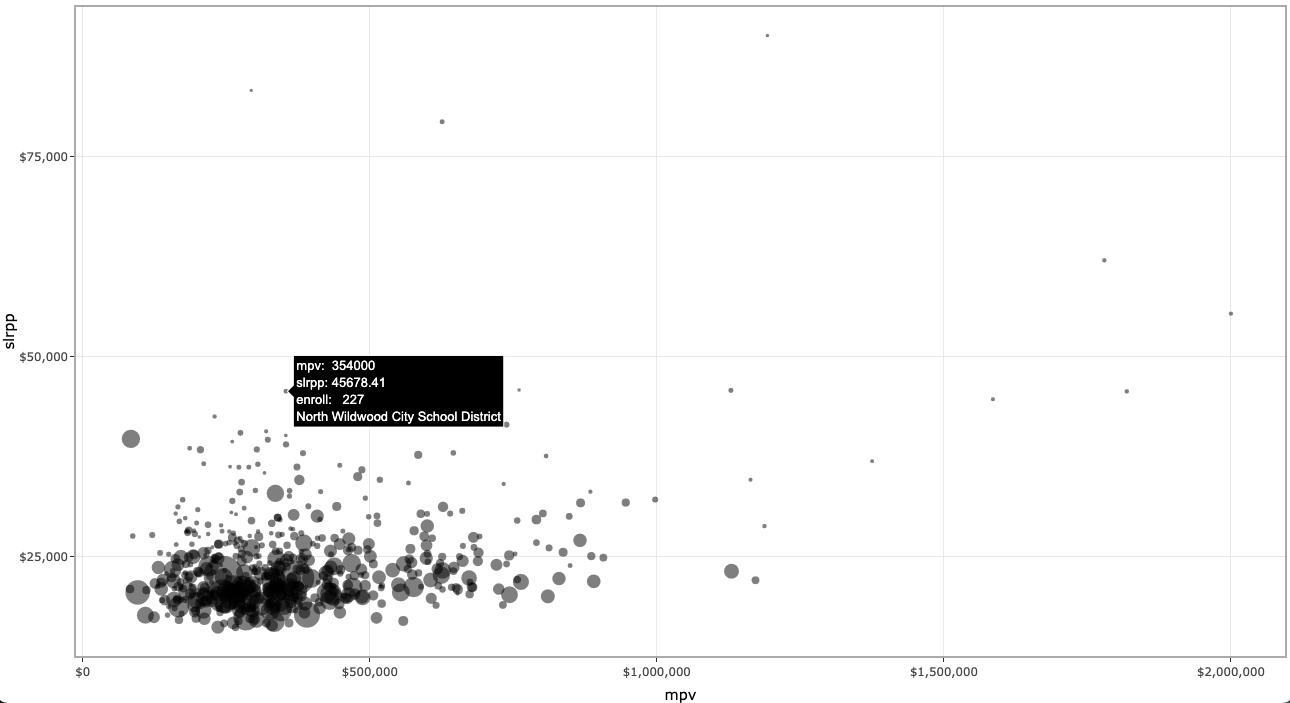 slrpp
$75,000
$50,000
$25,000
mpv: 354000
slrpp: 45678.41
enroll: 227
North Wildwood City School District
$0
$500,000
$1,000,000
$1,500,000
$2,000,000
mpv